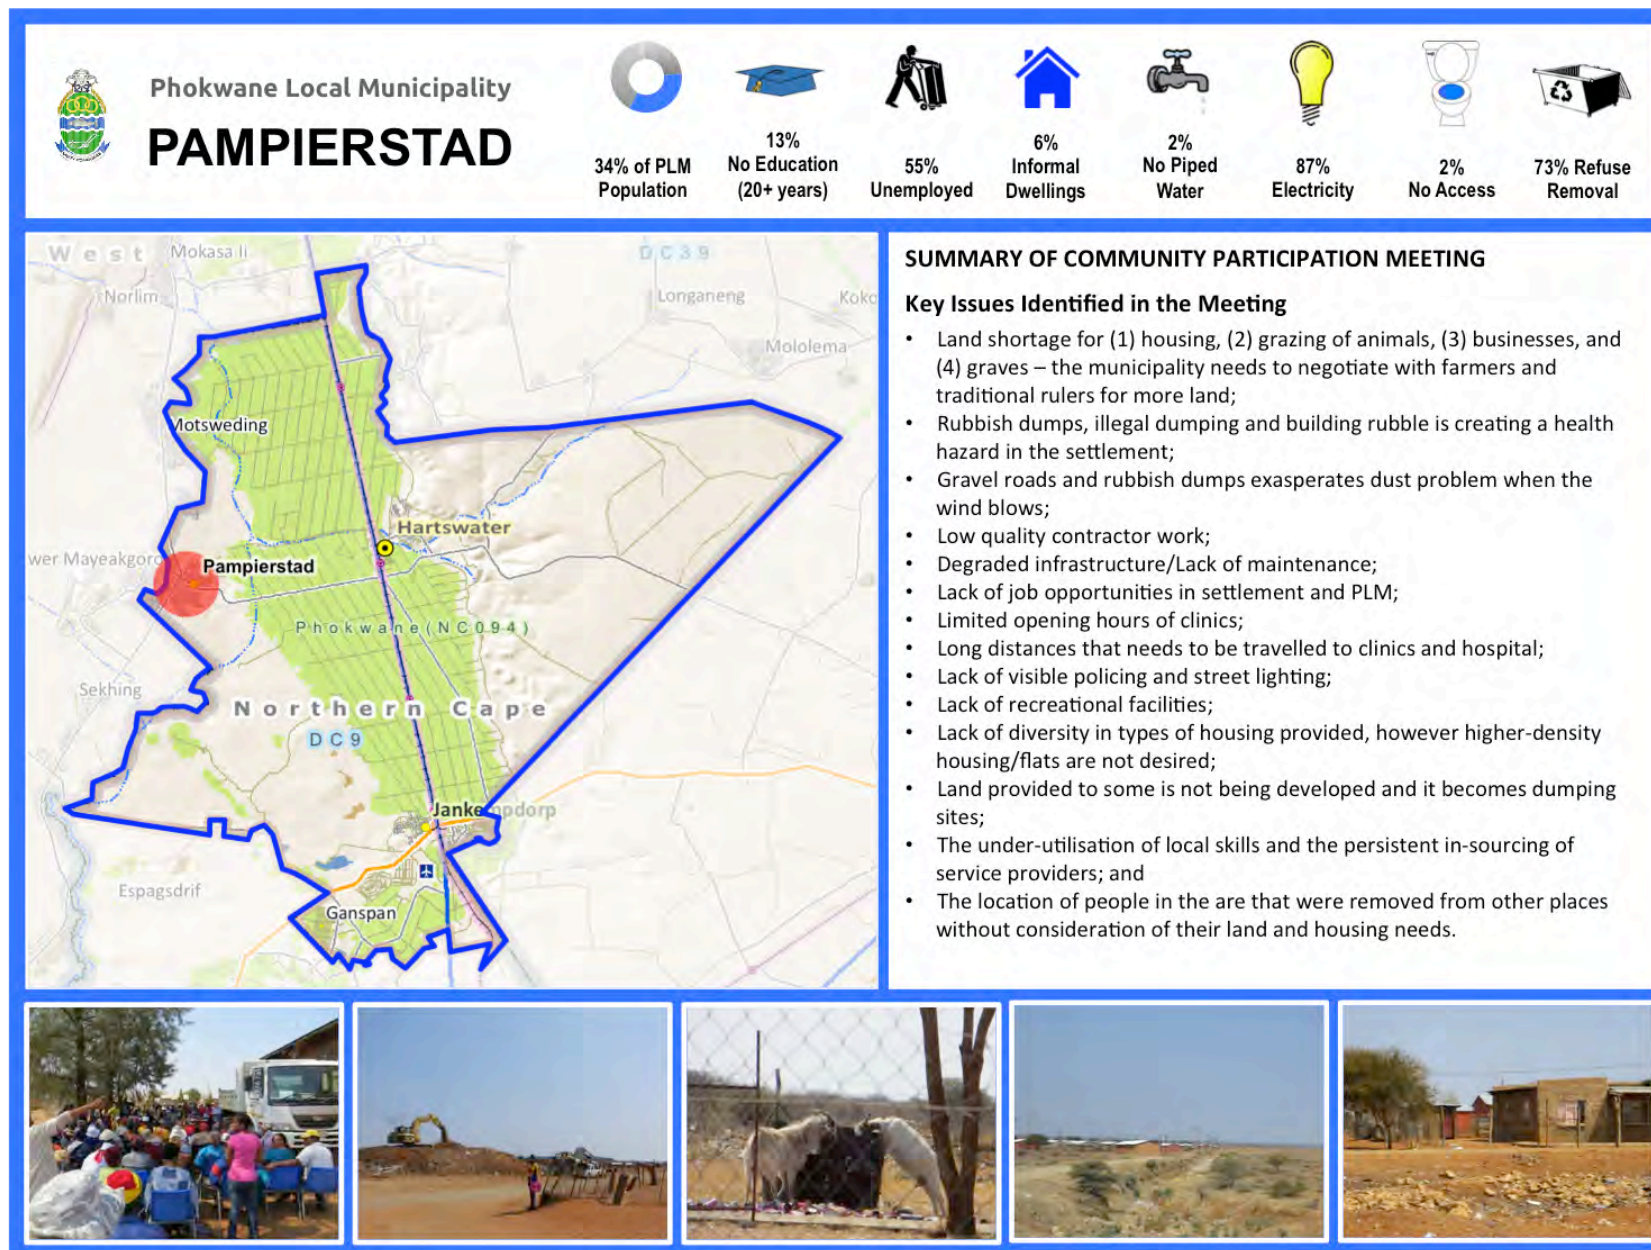 Phokwane Local Municipality
PAMPIERSTAD
34% of PLM
Population
13%
No Education
(20+ years)
55%
Unemployed
6%
Informal
Dwellings
2%
No Piped
Water
87%
Electricity
2%
No Access
73% Refuse
Removal
West
Mokasa Ii
DC39
Norlim
Longaneng
Koko
Mololema
Motsweding
Hartswater
wer Mayeakgoro
Pampierstad
Phokwane(NC094)
Sekhing
Northern Cape
DC9
Jankempdorp
Espagsdrif
Ganspan
SUMMARY OF COMMUNITY PARTICIPATION MEETING
Key Issues Identified in the Meeting
• Land shortage for (1) housing, (2) grazing of animals, (3) businesses, and
(4) graves – the municipality needs to negotiate with farmers and
traditional rulers for more land;
• Rubbish dumps, illegal dumping and building rubble is creating a health
hazard in the settlement;
• Gravel roads and rubbish dumps exasperates dust problem when the
wind blows;
• Low quality contractor work;
• Degraded infrastructure/Lack of maintenance;
• Lack of job opportunities in settlement and PLM;
• Limited opening hours of clinics;
• Long distances that needs to be travelled to clinics and hospital;
• Lack of visible policing and street lighting;
• Lack of recreational facilities;
• Lack of diversity in types of housing provided, however higher-density
housing/flats are not desired;
• Land provided to some is not being developed and it becomes dumping
sites;
• The under-utilisation of local skills and the persistent in-sourcing of
service providers; and
• The location of people in the are that were removed from other places
without consideration of their land and housing needs.